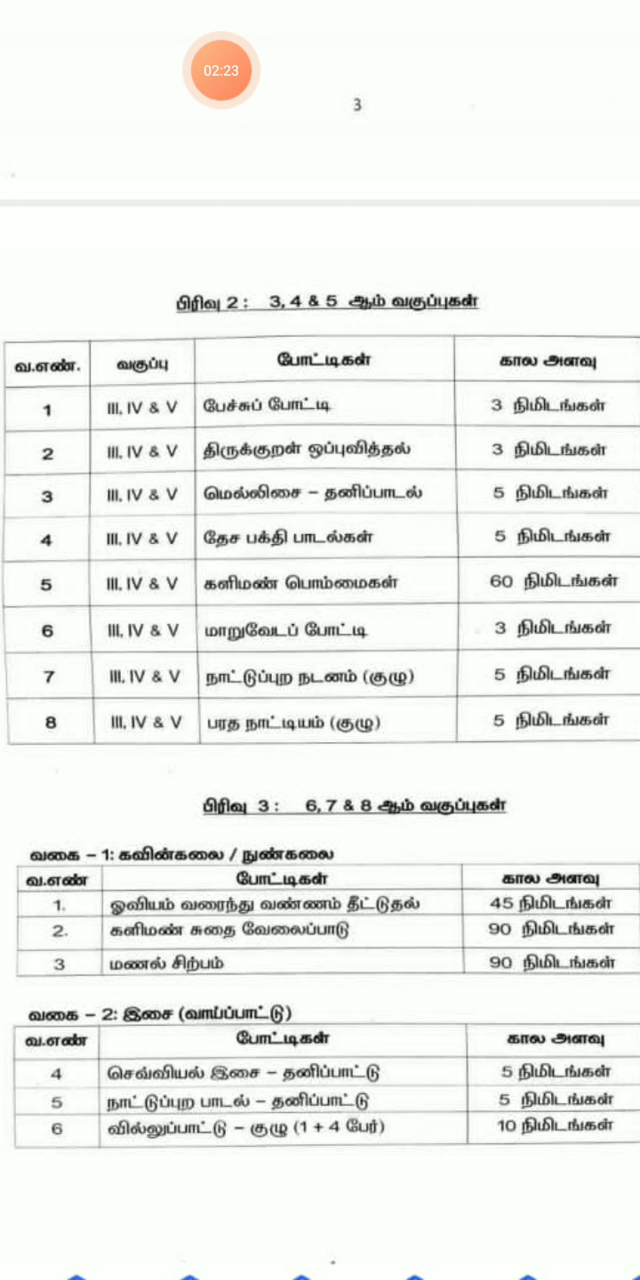 02:23
3
பிரிவு 2 : 3, 4 & 5 ஆம் வகுப்புகள்
வ.எண். வகுப்பு போட்டிகள் கால அளவு
1 III, IV & V பேச்சுப் போட்டி 3 நிமிடங்கள்
2 III, IV & V திருக்குறள் ஒப்புவித்தல் 3 நிமிடங்கள்
3 III, IV & V மெல்லிசை – தனிப்பாடல் 5 நிமிடங்கள்
4 III, IV & V தேச பக்தி பாடல்கள் 5 நிமிடங்கள்
5 III, IV & V களிமண் பொம்மைகள் 60 நிமிடங்கள்
6 III, IV & V மாறுவேடப் போட்டி 3 நிமிடங்கள்
7 III, IV & V நாட்டுப்புற நடனம் (குழு) 5 நிமிடங்கள்
8 III, IV & V பரத நாட்டியம் (குழு) 5 நிமிடங்கள்
பிரிவு 3 : 6, 7 & 8 ஆம் வகுப்புகள்
வகை – 1: கவின்கலை / நுண்கலை
வ.எண் போட்டிகள் கால அளவு
1. ஓவியம் வரைந்து வண்ணம் தீட்டுதல் 45 நிமிடங்கள்
2. களிமண் சுதை வேலைப்பாடு 90 நிமிடங்கள்
3 மணல் சிற்பம் 90 நிமிடங்கள்
வகை – 2: இசை (வாய்ப்பாட்டு)
வ.எண் போட்டிகள் கால அளவு
4 செவ்வியல் இசை – தனிப்பாட்டு 5 நிமிடங்கள்
5 நாட்டுப்புற பாடல் – தனிப்பாட்டு 5 நிமிடங்கள்
6 வில்லுப்பாட்டு – குழு (1 + 4 பேர்) 10 நிமிடங்கள்